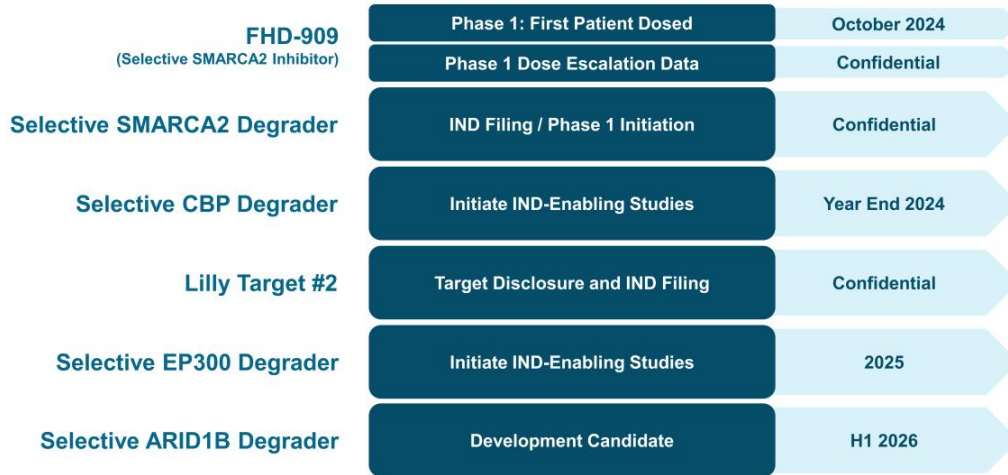 FHD-909
(Selective SMARCA2 Inhibitor)
Phase 1: First Patient Dosed
October 2024
Phase 1 Dose Escalation Data
Confidential
Selective SMARCA2 Degrader
IND Filing / Phase 1 Initiation
Confidential
Selective CBP Degrader
Initiate IND-Enabling Studies
Year End 2024
Lilly Target #2
Target Disclosure and IND Filing
Confidential
Selective EP300 Degrader
Initiate IND-Enabling Studies
2025
Selective ARID1B Degrader
Development Candidate
H1 2026